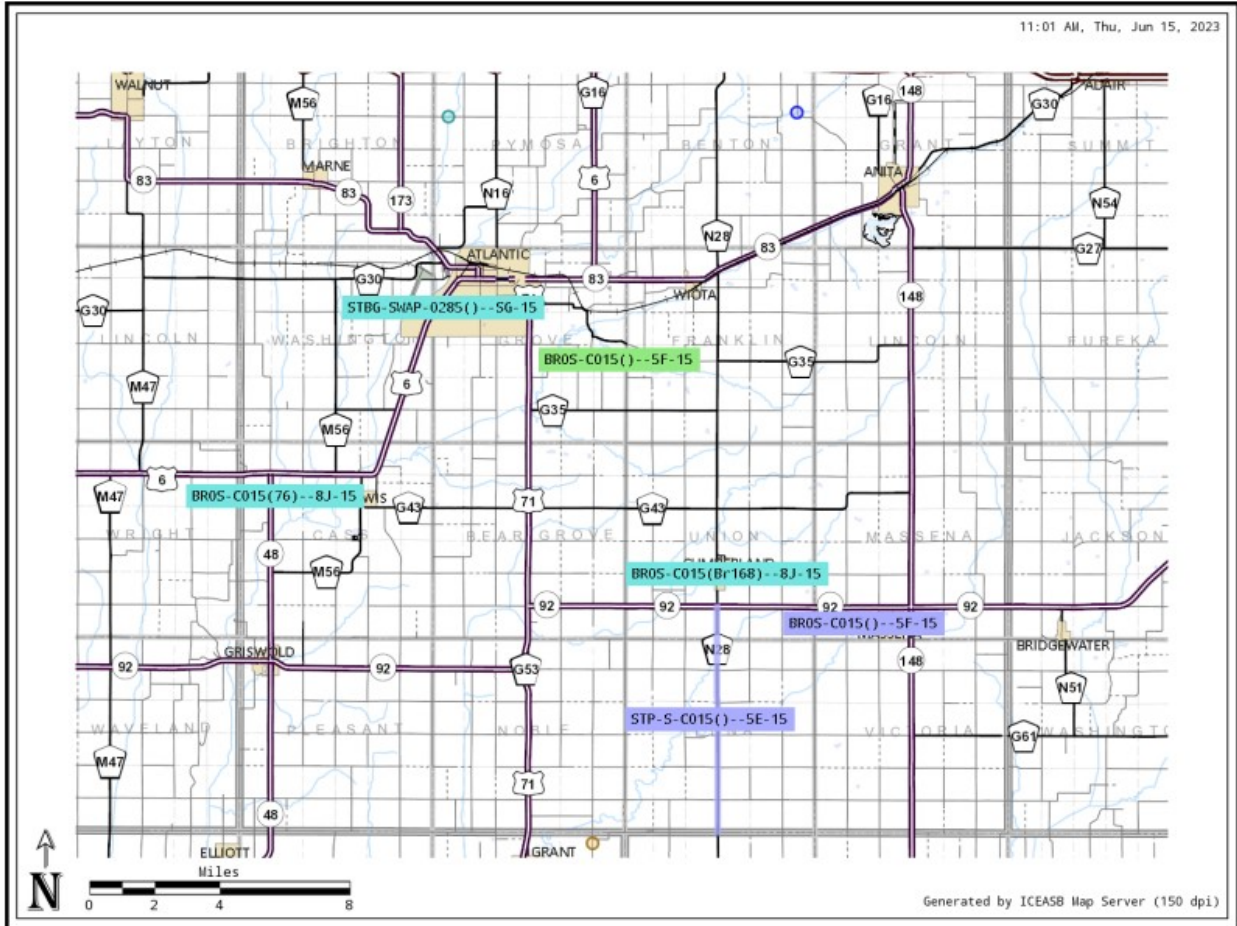 11:01 AM, Thu, Jun 15, 2023
WALNUT
M56
G16
148
G16
G30
ADAIR
LAYTON
BRIGHTON
PYMOSA
BENTON
GRANT
SUMMIT
MARNE
ANITA
83
83
173
N16
6
N54
N28
83
G27
ATLANTIC
G30
83
WIOTA
148
G30
STBG-SWAP-0285()--SG-15
LINCOLN
WASHINGTON
GROVE
FRANKLIN
LINCOLN
EUREKA
BROS-C015()--5F-15
G35
M47
6
G35
M56
6
M47
BROS-C015(76)--8J-15
WIS
G43
71
G43
WRIGHT
CASS
BEAR GROVE
UNION
MASSENA
JACKSON
48
M56
BROS-C015(Br168)--8J-15
92
92
92
92
BROS-C015()--5F-15
GRISWOLD
N28
BRIDGEWATER
92
92
G53
148
N51
STP-S-C015()--5E-15
WAVELAND
PLEASANT
NOBLE
VICTORIA
WASHINGTO
G61
M47
71
48
ELLIOTT
GRANT
N
Miles
0 2 4 8
Generated by ICEASB Map Server (150 dpi)